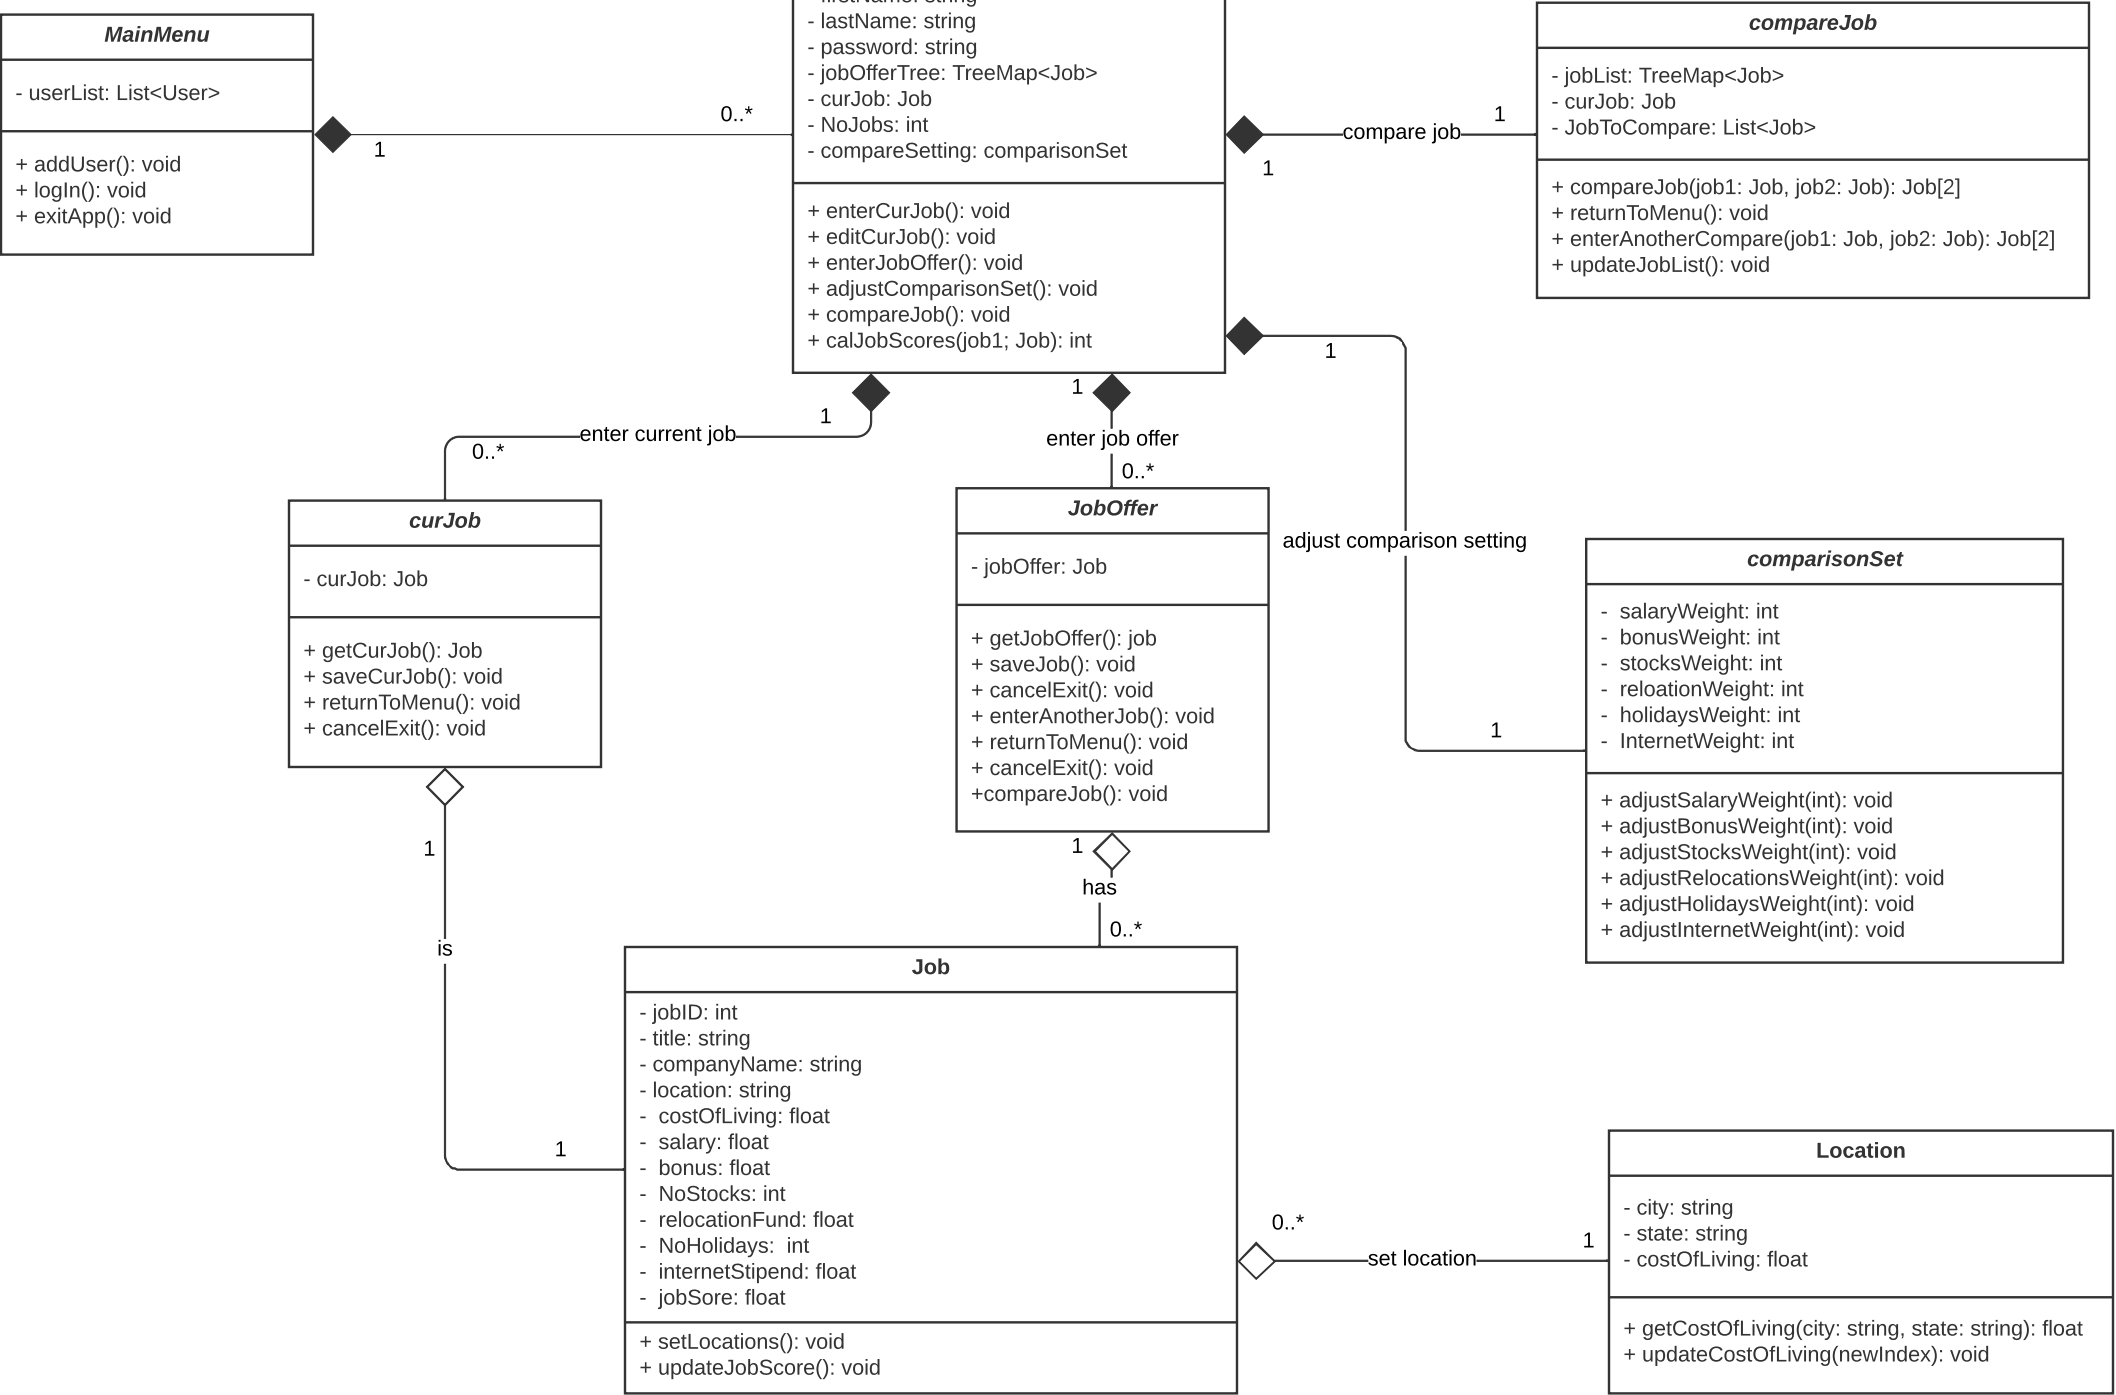 MainMenu
- userList: List<User>
+ addUser(): void
+ logIn(): void
+ exitApp(): void
1
0..*
- lastName: string
- password: string
- jobOfferTree: TreeMap<Job>
- curJob: Job
- NoJobs: int
- compareSetting: comparisonSet
+ enterCurJob(): void
+ editCurJob(): void
+ enterJobOffer(): void
+ adjustComparisonSet(): void
+ compareJob(): void
+ calJobScores(job1; Job): int
1
compare job
1
compareJob
- jobList: TreeMap<Job>
- curJob: Job
- JobToCompare: List<Job>
+ compareJob(job1: Job, job2: Job): Job[2]
+ returnToMenu(): void
+ enterAnotherCompare(job1: Job, job2: Job): Job[2]
+ updateJobList(): void
1
enter current job
0..*
1
enter job offer
0..*
1
adjust comparison setting
1
curJob
- curJob: Job
+ getCurJob(): Job
+ saveCurJob(): void
+ returnToMenu(): void
+ cancelExit(): void
JobOffer
- jobOffer: Job
+ getJobOffer(): job
+ saveJob(): void
+ cancelExit(): void
+ enterAnotherJob(): void
+ returnToMenu(): void
+ cancelExit(): void
+compareJob(): void
comparisonSet
- salaryWeight: int
- bonusWeight: int
- stocksWeight: int
- reloationWeight: int
- holidaysWeight: int
- InternetWeight: int
+ adjustSalaryWeight(int): void
+ adjustBonusWeight(int): void
+ adjustStocksWeight(int): void
+ adjustRelocationsWeight(int): void
+ adjustHolidaysWeight(int): void
+ adjustInternetWeight(int): void
1
is
1
1
has
0..*
Job
- jobID: int
- title: string
- companyName: string
- location: string
- costOfLiving: float
- salary: float
- bonus: float
- NoStocks: int
- relocationFund: float
- NoHolidays: int
- internetStipend: float
- jobSore: float
+ setLocations(): void
+ updateJobScore(): void
0..*
set location
1
Location
- city: string
- state: string
- costOfLiving: float
+ getCostOfLiving(city: string, state: string): float
+ updateCostOfLiving(newIndex): void